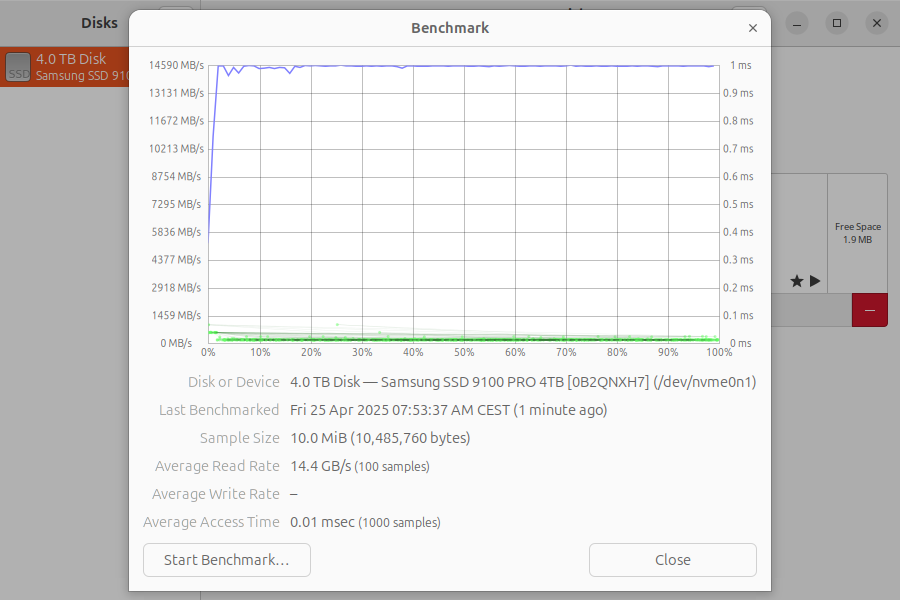 Disks
Benchmark
4.0 TB Disk
Samsung SSD 910
SSD
14590 MB/s
13131 MB/s
11672 MB/s
10213 MB/s
8754 MB/s
7295 MB/s
5836 MB/s
4377 MB/s
2918 MB/s
1459 MB/s
0 MB/s
1 ms
0.9 ms
0.8 ms
0.7 ms
0.6 ms
0.5 ms
0.4 ms
0.3 ms
0.2 ms
0.1 ms
0 ms
0% 10% 20% 30% 40% 50% 60% 70% 80% 90% 100%
Free Space
1.9 MB
Disk or Device 4.0 TB Disk — Samsung SSD 9100 PRO 4TB [0B2QNXH7] (/dev/nvme0n1)
Last Benchmarked Fri 25 Apr 2025 07:53:37 AM CEST (1 minute ago)
Sample Size 10.0 MiB (10,485,760 bytes)
Average Read Rate 14.4 GB/s (100 samples)
Average Write Rate –
Average Access Time 0.01 msec (1000 samples)
Start Benchmark…
Close